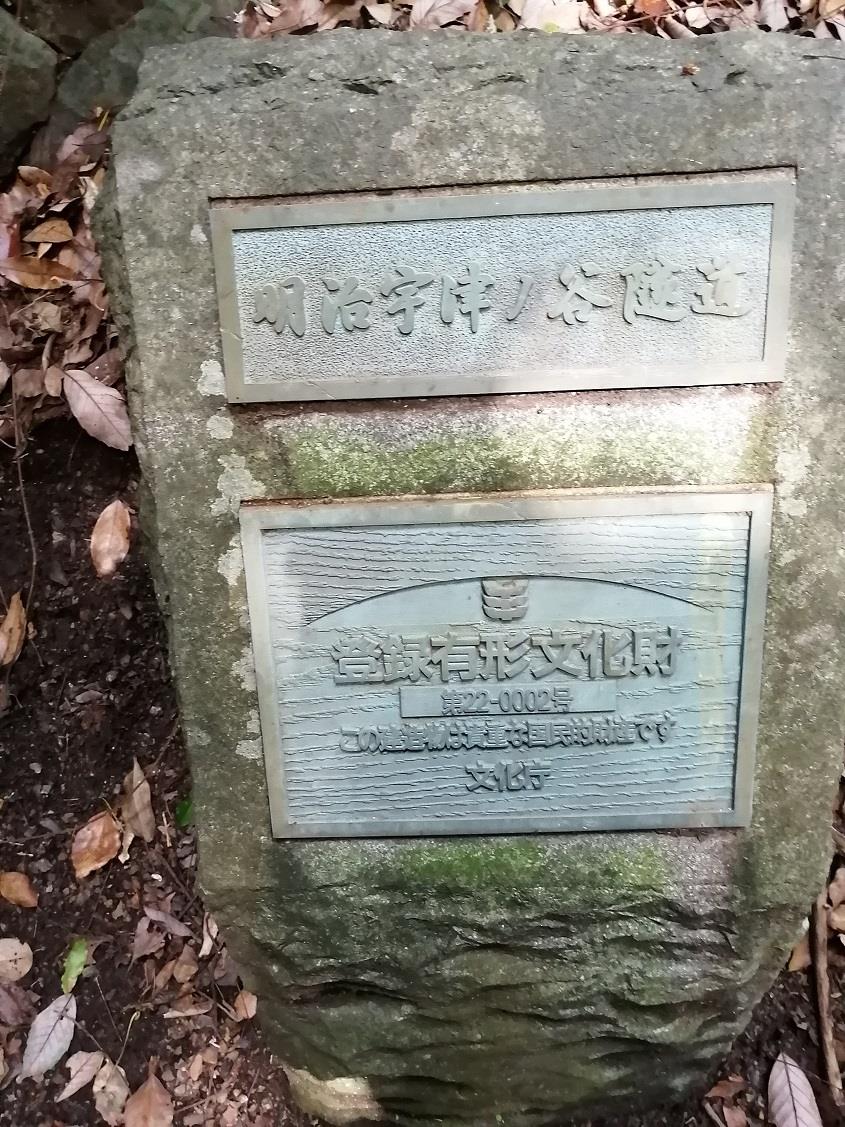 明治宇津ノ谷隧道
登録有形文化財
第22-0002号
この建造物は貴重な国民的財産です
文化庁